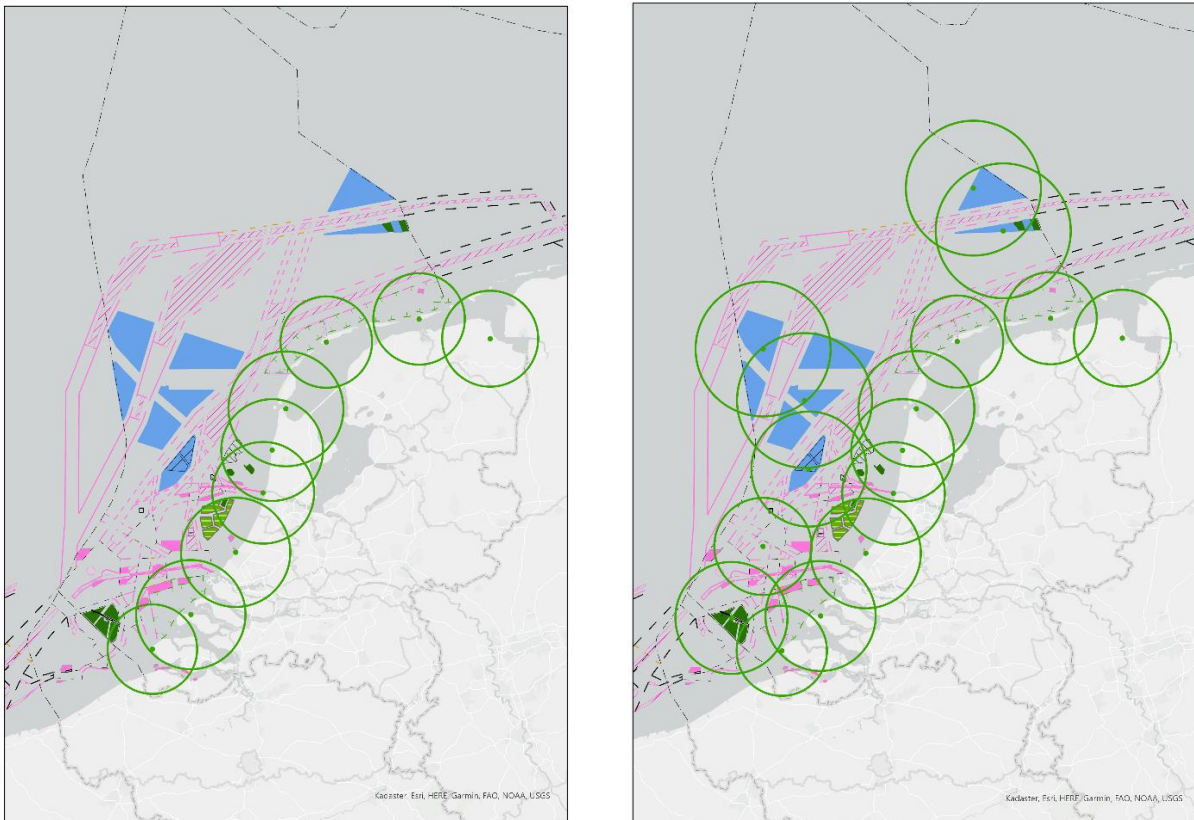 Kadaster, Esri, HERE, Garmin, FAO, NOAA, USGS
Kadaster, Esri, HERE, Garmin, FAO, NOAA, USGS